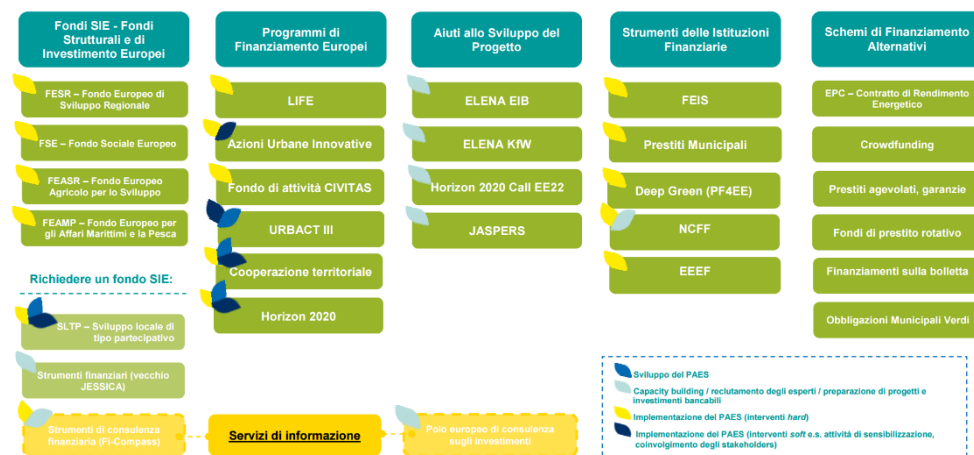 Fondi SIE - Fondi
Strutturali e di
Investimento Europei
FESR – Fondo Europeo di
Sviluppo Regionale
FSE – Fondo Sociale Europeo
FEASR – Fondo Europeo
Agricolo per lo Sviluppo
FEAMP – Fondo Europeo per
gli Affari Marittimi e la Pesca
Richiedere un fondo SIE:
SLTP – Sviluppo locale di
tipo partecipativo
Strumenti finanziari (vecchio
JESSICA)
Strumenti di consulenza
finanziaria (Fi-Compass)
Programmi di
Finanziamento Europei
LIFE
Azioni Urbane Innovative
Fondo di attività CIVITAS
URBACT III
Cooperazione territoriale
Horizon 2020
Servizi di informazione
Aiuti allo Sviluppo del
Progetto
ELENA EIB
ELENA KfW
Horizon 2020 Call EE22
JASPERS
Polo europeo di consulenza
sugli investimenti
Strumenti delle Istituzioni
Finanziarie
FEIS
Prestiti Municipali
Deep Green (PF4EE)
NCFF
EEEF
Schemi di Finanziamento
Alternativi
EPC – Contratto di Rendimento
Energetico
Crowdfunding
Prestiti agevolati, garanzie
Fondi di prestito rotativo
Finanziamenti sulla bolletta
Obbligazioni Municipali Verdi
Sviluppo del PAES
Capacity building / reclutamento degli esperti / preparazione di progetti e
investimenti bancabili
Implementazione del PAES (interventi hard)
Implementazione del PAES (interventi soft e.s. attività di sensibilizzazione,
coinvolgimento degli stakeholders)